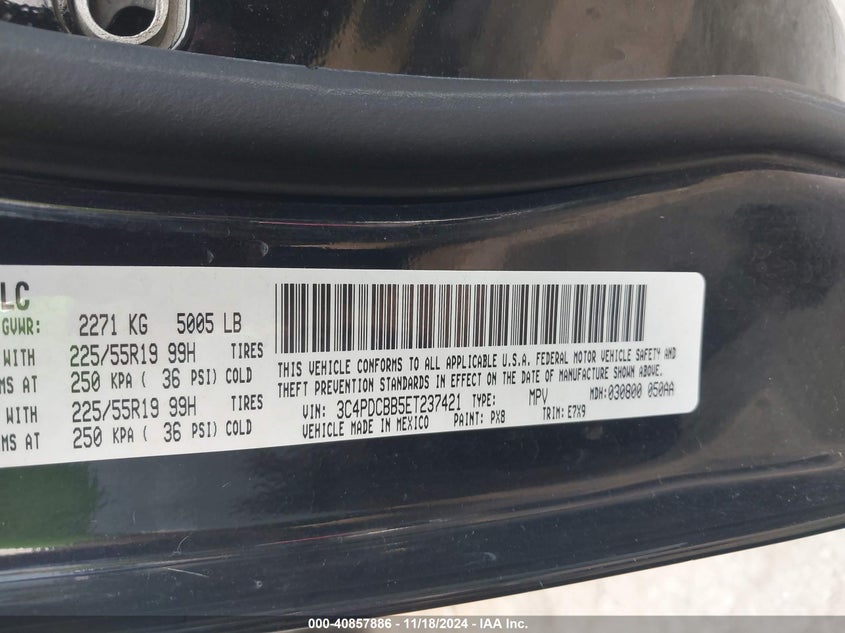 LC
GVWR: 2271 KG 5005 LB
WITH 225/55R19 99H TIRES
MS AT 250 KPA ( 36 PSI) COLD
WITH 225/55R19 99H TIRES
MS AT 250 KPA ( 36 PSI) COLD
THIS VEHICLE CONFORMS TO ALL APPLICABLE U.S.A. FEDERAL MOTOR VEHICLE SAFETY AND
THEFT PREVENTION STANDARDS IN EFFECT ON THE DATE OF MANUFACTURE SHOWN ABOVE.
VIN: 3C4PDCBB5ET237421 TYPE: MPV MDH:030800 050AA
VEHICLE MADE IN MEXICO PAINT: PX8 TRIM: E7X9
000-40857886 - 11/18/2024 - IAA Inc.